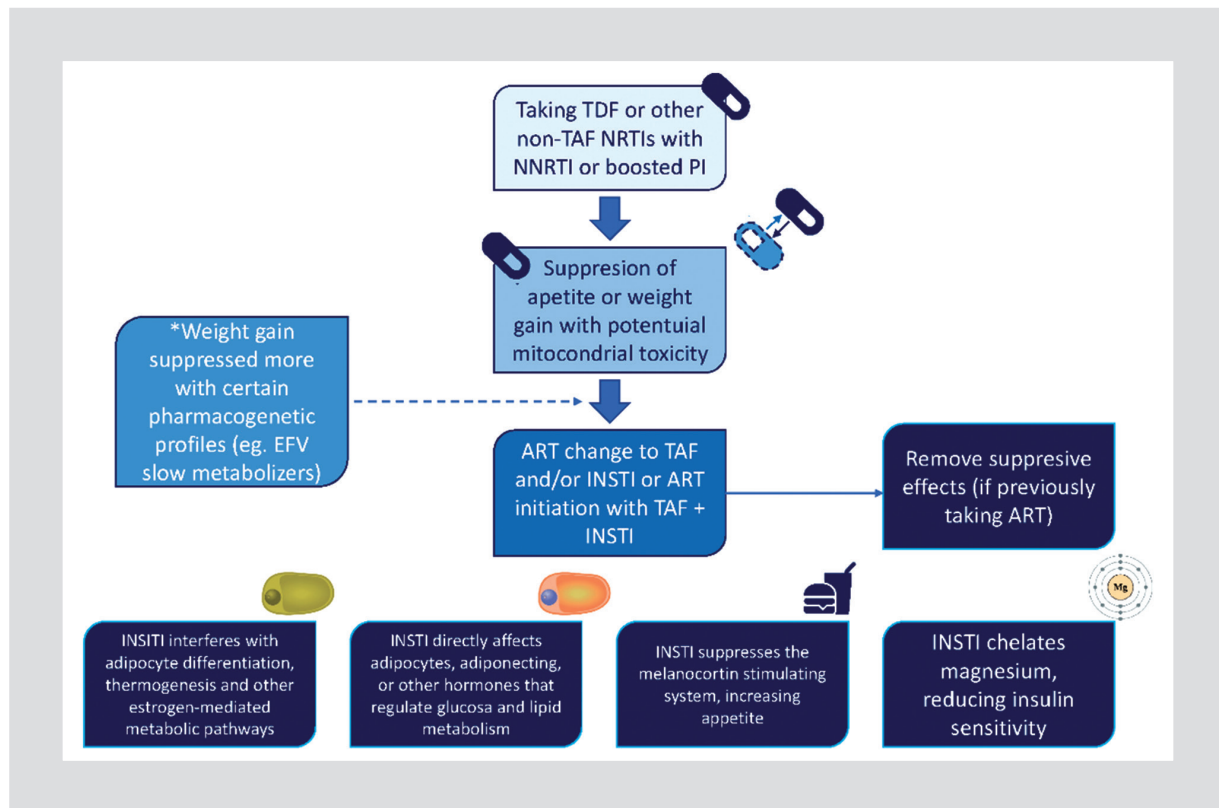 Taking TDF or other
non-TAF NRTIs with
NNRTI or boosted PI
Suppresion of
apetite or weight
gain with potentuial
mitocondrial toxicity
*Weight gain
suppressed more
with certain
pharmacogenetic
profiles (eg. EFV
slow metabolizers)
ART change to TAF
and/or INSTI or ART
initiation with TAF +
INSTI
Remove suppresive
effects (if previously
taking ART)
INSITI interferes with
adipocyte differentiation,
thermogenesis and other
estrogen-mediated
metabolic pathways
INSTI directly affects
adipocytes, adiponecting,
or other hormones that
regulate glucosa and lipid
metabolism
INSTI suppresses the
melanocortin stimulating
system, increasing
appetite
Mg
INSTI chelates
magnesium,
reducing insulin
sensitivity